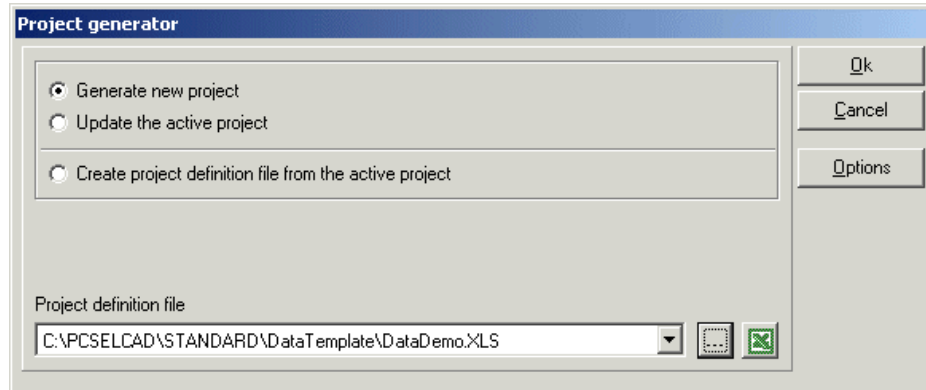 Project generator
Generate new project
Update the active project
Create project definition file from the active project
Ok
Cancel
Options
Project definition file
C:\PCSELCAD\STANDARD\DataTemplate\DataDemo.XLS
...